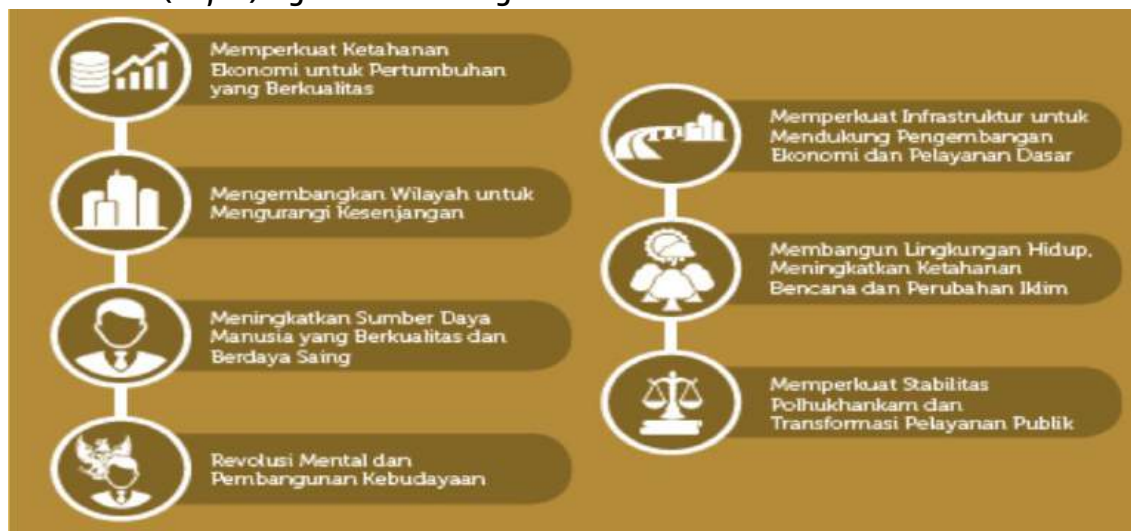 Memperkuat Ketahanan
Ekonomi untuk Pertumbuhan
yang Berkualitas
Mengembangkan Wilayah untuk
Mengurangi Kesenjangan
Meningkatkan Sumber Daya
Manusia yang Berkualitas dan
Berdaya Saing
Revolusi Mental dan
Pembangunan Kebudayaan
Memperkuat Infrastruktur untuk
Mendukung Pengembangan
Ekonomi dan Pelayanan Dasar
Membangun Lingkungan Hidup,
Meningkatkan Ketahanan
Bencana dan Perubahan Iklim
Memperkuat Stabilitas
Polhukhankam dan
Transformasi Pelayanan Publik